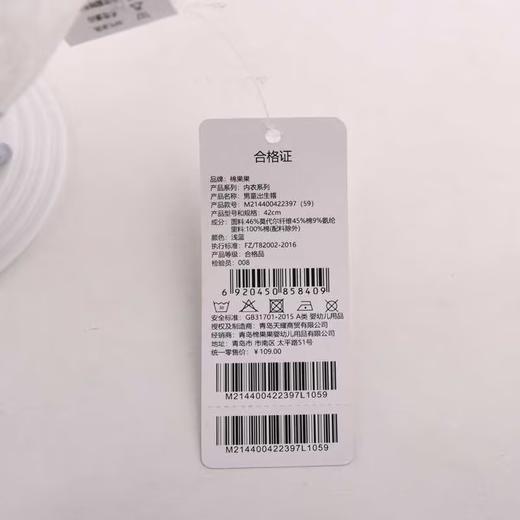 合格证
品牌: 棉果果
产品系列: 内衣系列
产品名称: 男童出生帽
产品款号: M214400422397 (59)
产品型号和规格: 42cm
成分: 面料:46%莫代尔纤维45%棉9%氨纶
里料:100%棉(配料除外)
颜色: 浅蓝
执行标准: FZ/T82002-2016
产品等级: 合格品
检验员: 008
6 920450 858409
安全标准: GB31701-2015 A类 婴幼儿用品
授权及制造商: 青岛天耀商贸有限公司
经销商: 青岛棉果果婴幼儿用品有限公司
地址: 青岛市 市南区 太平路51号
统一零售价: ¥109.00
M214400422397L1059
M214400422397L1059